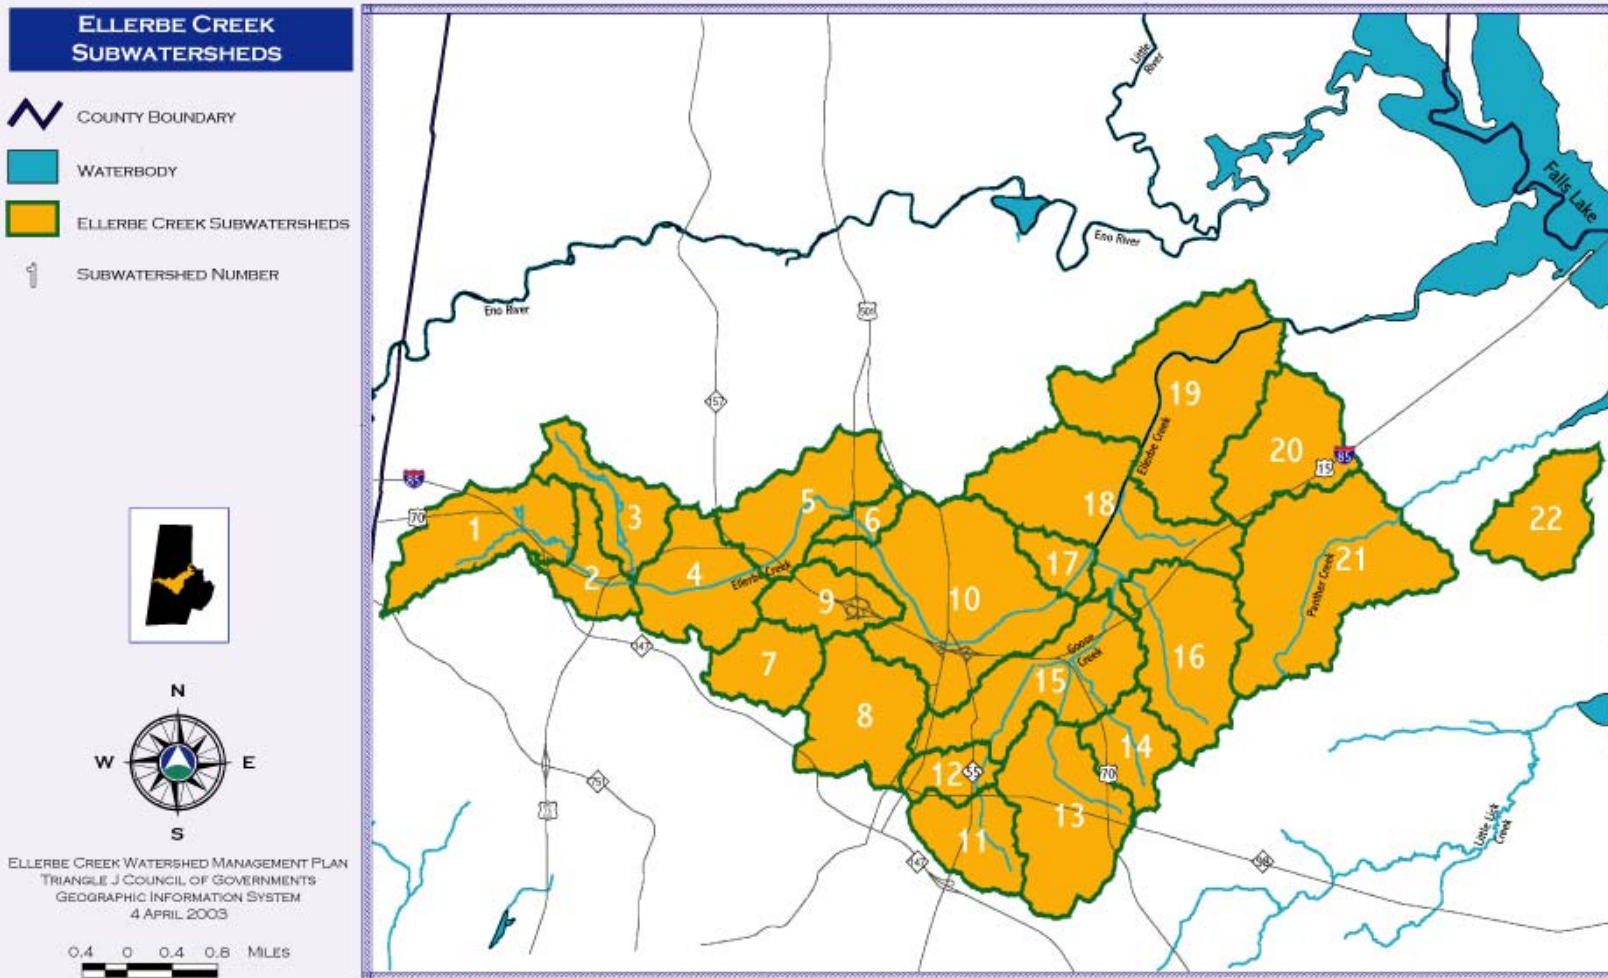 ELLERBE CREEK
SUBWATERSHEDS
COUNTY BOUNDARY
WATERBODY
ELLERBE CREEK SUBWATERSHEDS
1
SUBWATERSHED NUMBER
N
W
E
S
ELLERBE CREEK WATERSHED MANAGEMENT PLAN
TRIANGLE J COUNCIL OF GOVERNMENTS
GEOGRAPHIC INFORMATION SYSTEM
4 APRIL 2003
0.4 0 0.4 0.8 MILES
Little
River
Falls Lake
Eno River
Eno River
501
157
19
Ellerbe Creek
20
85
15
85
70
1
3
5
6
18
22
2
4
Ellerbe Creek
17
21
Panther Creek
9
10
16
147
7
Goose
Creek
15
8
14
12
55
70
751
13
11
147
98
Little Lick
Creek